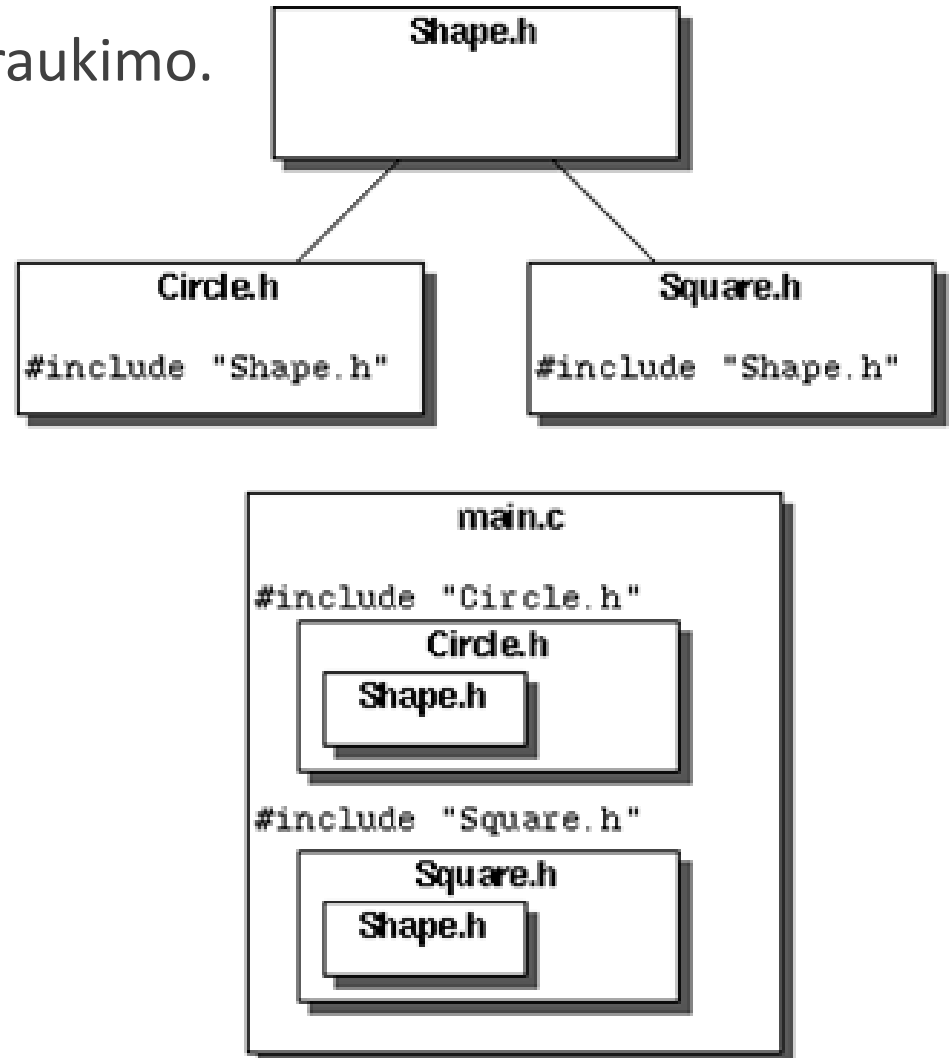 raukimo.
Shape.h
Circle.h
#include "Shape.h"
Square.h
#include "Shape.h"
main.c
#include "Circle.h"
Circle.h
Shape.h
#include "Square.h"
Square.h
Shape.h